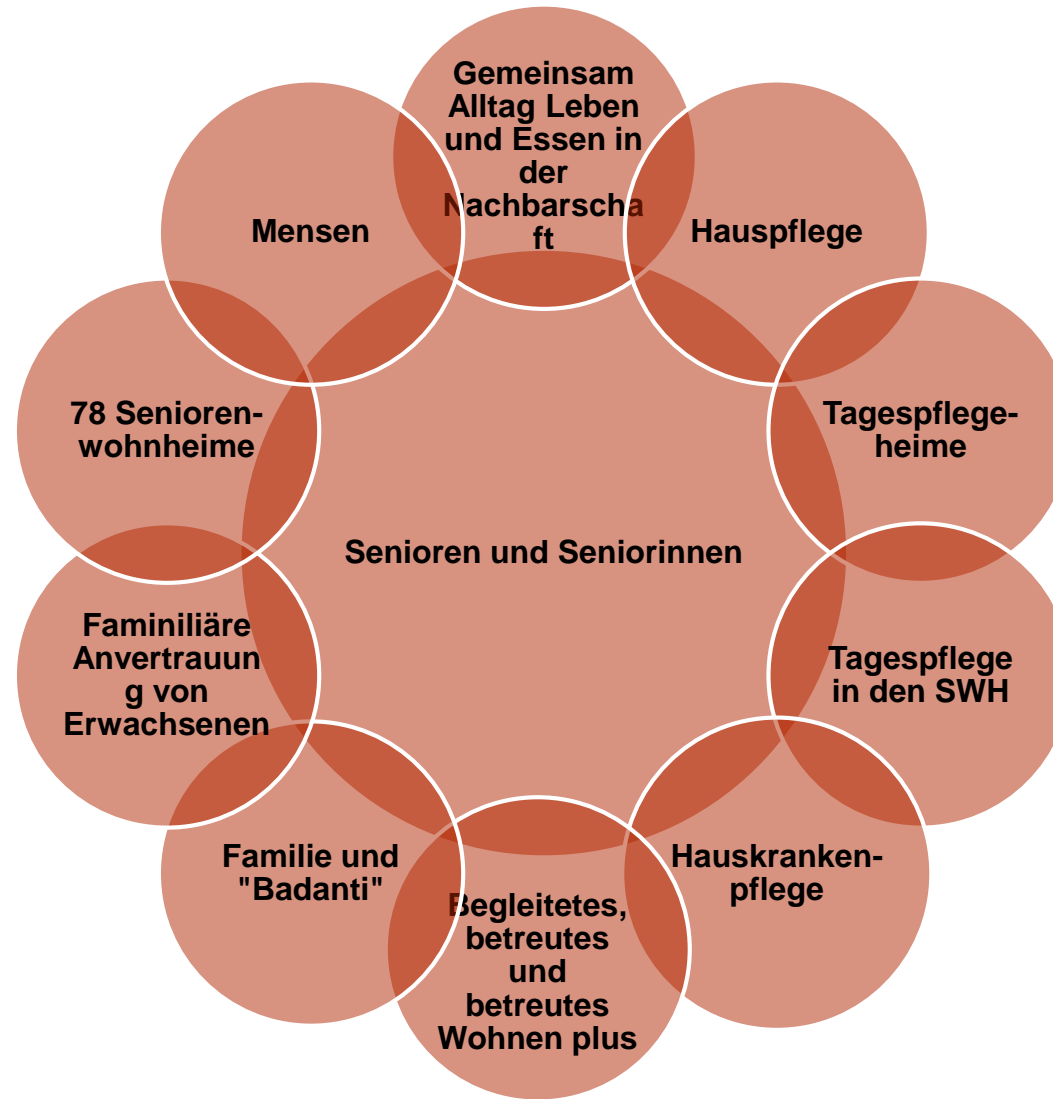 Gemeinsam
Alltag Leben
und Essen in
der
Nachbarscha
ft
Hauspflege
Tagespflege-
heime
Tagespflege
in den SWH
Hauskranken-
pflege
Begleitetes,
betreutes
und
betreutes
Wohnen plus
Familie und
"Badanti"
Faminiliäre
Anvertrauun
g von
Erwachsenen
78 Senioren-
wohnheime
Mensen
Senioren und Seniorinnen